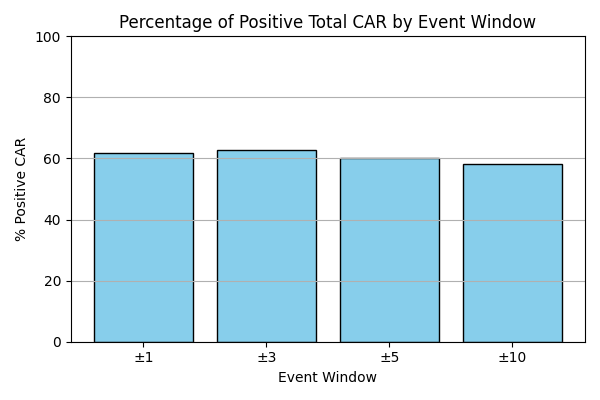 Percentage of Positive Total CAR by Event Window
% Positive CAR
100
80
60
40
20
0
±1 ±3 ±5 ±10
Event Window